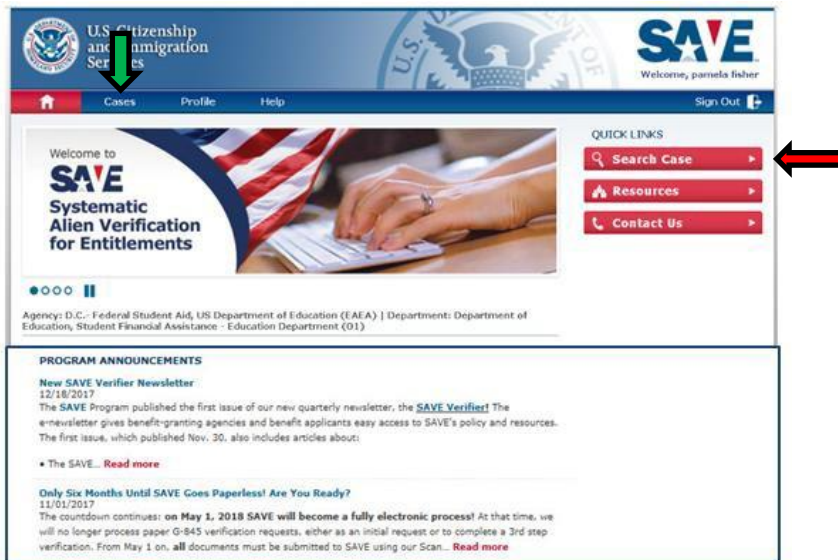 U.S. Citizenship
and Immigration
Services
SAVE
Welcome, pamela fisher
Cases Profile Help Sign Out
QUICK LINKS
Search Case
Resources
Contact Us
Welcome to
SAVE
Systematic
Alien Verification
for Entitlements
Agency: D.C.- Federal Student Aid, US Department of Education (EAEA) | Department: Department of
Education, Student Financial Assistance - Education Department (01)
PROGRAM ANNOUNCEMENTS
New SAVE Verifier Newsletter
12/18/2017
The SAVE Program published the first issue of our new quarterly newsletter, the SAVE Verifier! The
e-newsletter gives benefit-granting agencies and benefit applicants easy access to SAVE's policy and resources.
The first issue, which published Nov. 30, also includes articles about:
• The SAVE... Read more
Only Six Months Until SAVE Goes Paperless! Are You Ready?
11/01/2017
The countdown continues: on May 1, 2018 SAVE will become a fully electronic process! At that time, we
will no longer process paper G-845 verification requests, either as an initial request or to complete a 3rd step
verification. From May 1 on, all documents must be submitted to SAVE using our Scan... Read more